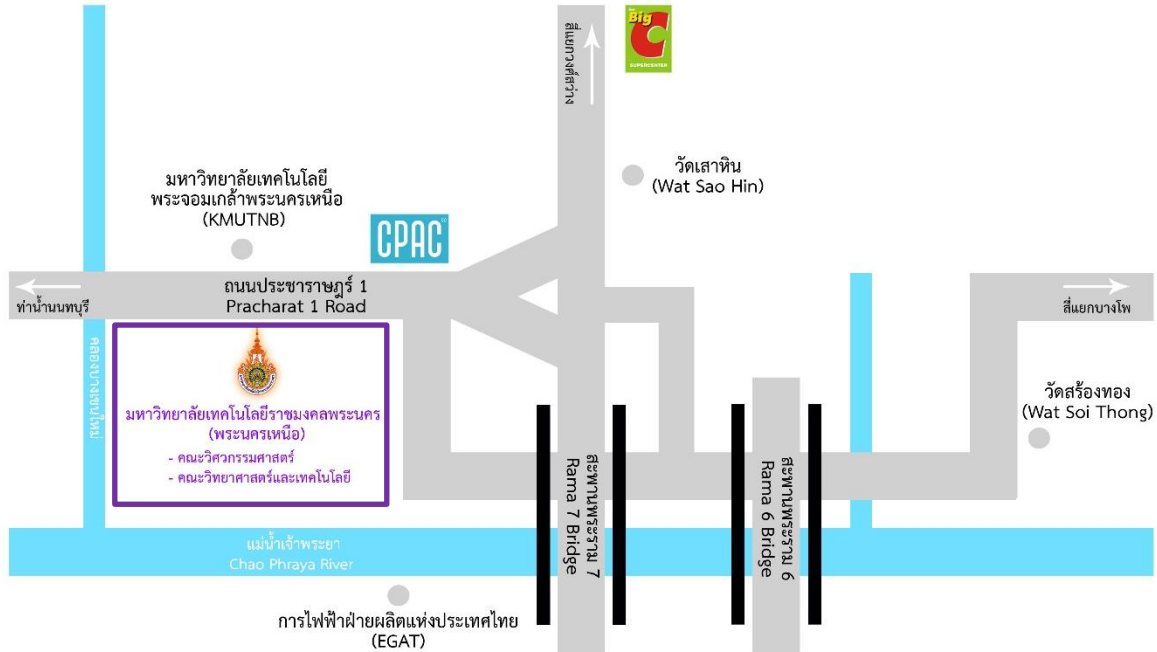 สี่แยกวงศ์สว่าง
Big
C
SUPERCENTER
วัดเสาหิน
(Wat Sao Hin)
มหาวิทยาลัยเทคโนโลยี
พระจอมเกล้าพระนครเหนือ
(KMUTNB)
CPAC
ถนนประชาราษฎร์ 1
Pracharat 1 Road
ท่าน้ำนนทบุรี
สี่แยกบางโพ
คลองบางเขนใหม่
มหาวิทยาลัยเทคโนโลยีราชมงคลพระนคร
(พระนครเหนือ)
- คณะวิศวกรรมศาสตร์
- คณะวิทยาศาสตร์และเทคโนโลยี
วัดสร้องทอง
(Wat Soi Thong)
สะพานพระราม 7
Rama 7 Bridge
สะพานพระราม 6
Rama 6 Bridge
แม่น้ำเจ้าพระยา
Chao Phraya River
การไฟฟ้าฝ่ายผลิตแห่งประเทศไทย
(EGAT)